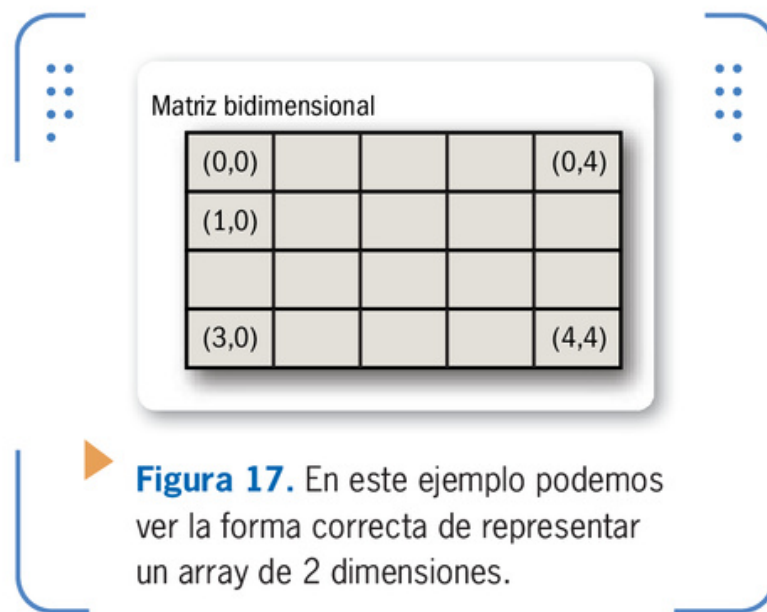 Matriz bidimensional
(0,0) (0,4)
(1,0)
(3,0) (4,4)
Figura 17. En este ejemplo podemos
ver la forma correcta de representar
un array de 2 dimensiones.